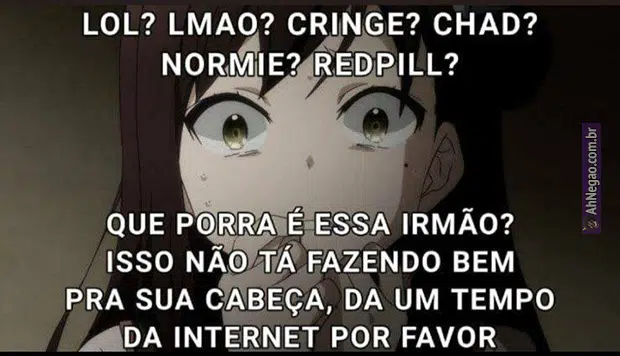 LOL? LMAO? CRINGE? CHAD?
NORMIE? REDPILL?
AhNegao.com.br
QUE PORRA É ESSA IRMÃO?
ISSO NÃO TÁ FAZENDO BEM
PRA SUA CABEÇA, DA UM TEMPO
DA INTERNET POR FAVOR